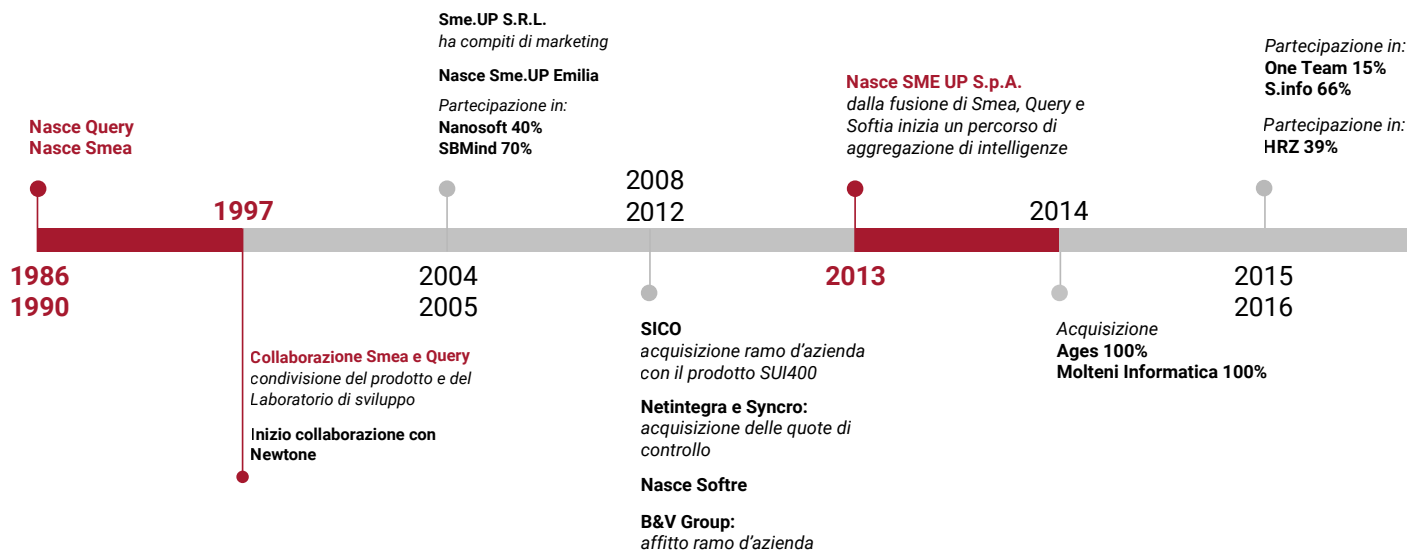 Nasce Query
Nasce Smea
1986
1990
1997
Collaborazione Smea e Query
condivisione del prodotto e del
Laboratorio di sviluppo
Inizio collaborazione con
Newtone
Sme.UP S.R.L.
ha compiti di marketing
Nasce Sme.UP Emilia
Partecipazione in:
Nanosoft 40%
SBMind 70%
2004
2005
2008
2012
SICO
acquisizione ramo d'azienda
con il prodotto SUI400
Netintegra e Syncro:
acquisizione delle quote di
controllo
Nasce Softre
B&V Group:
affitto ramo d'azienda
Nasce SME UP S.p.A.
dalla fusione di Smea, Query e
Softia inizia un percorso di
aggregazione di intelligenze
2013
2014
Acquisizione
Ages 100%
Molteni Informatica 100%
Partecipazione in:
One Team 15%
S.info 66%
Partecipazione in:
HRZ 39%
2015
2016